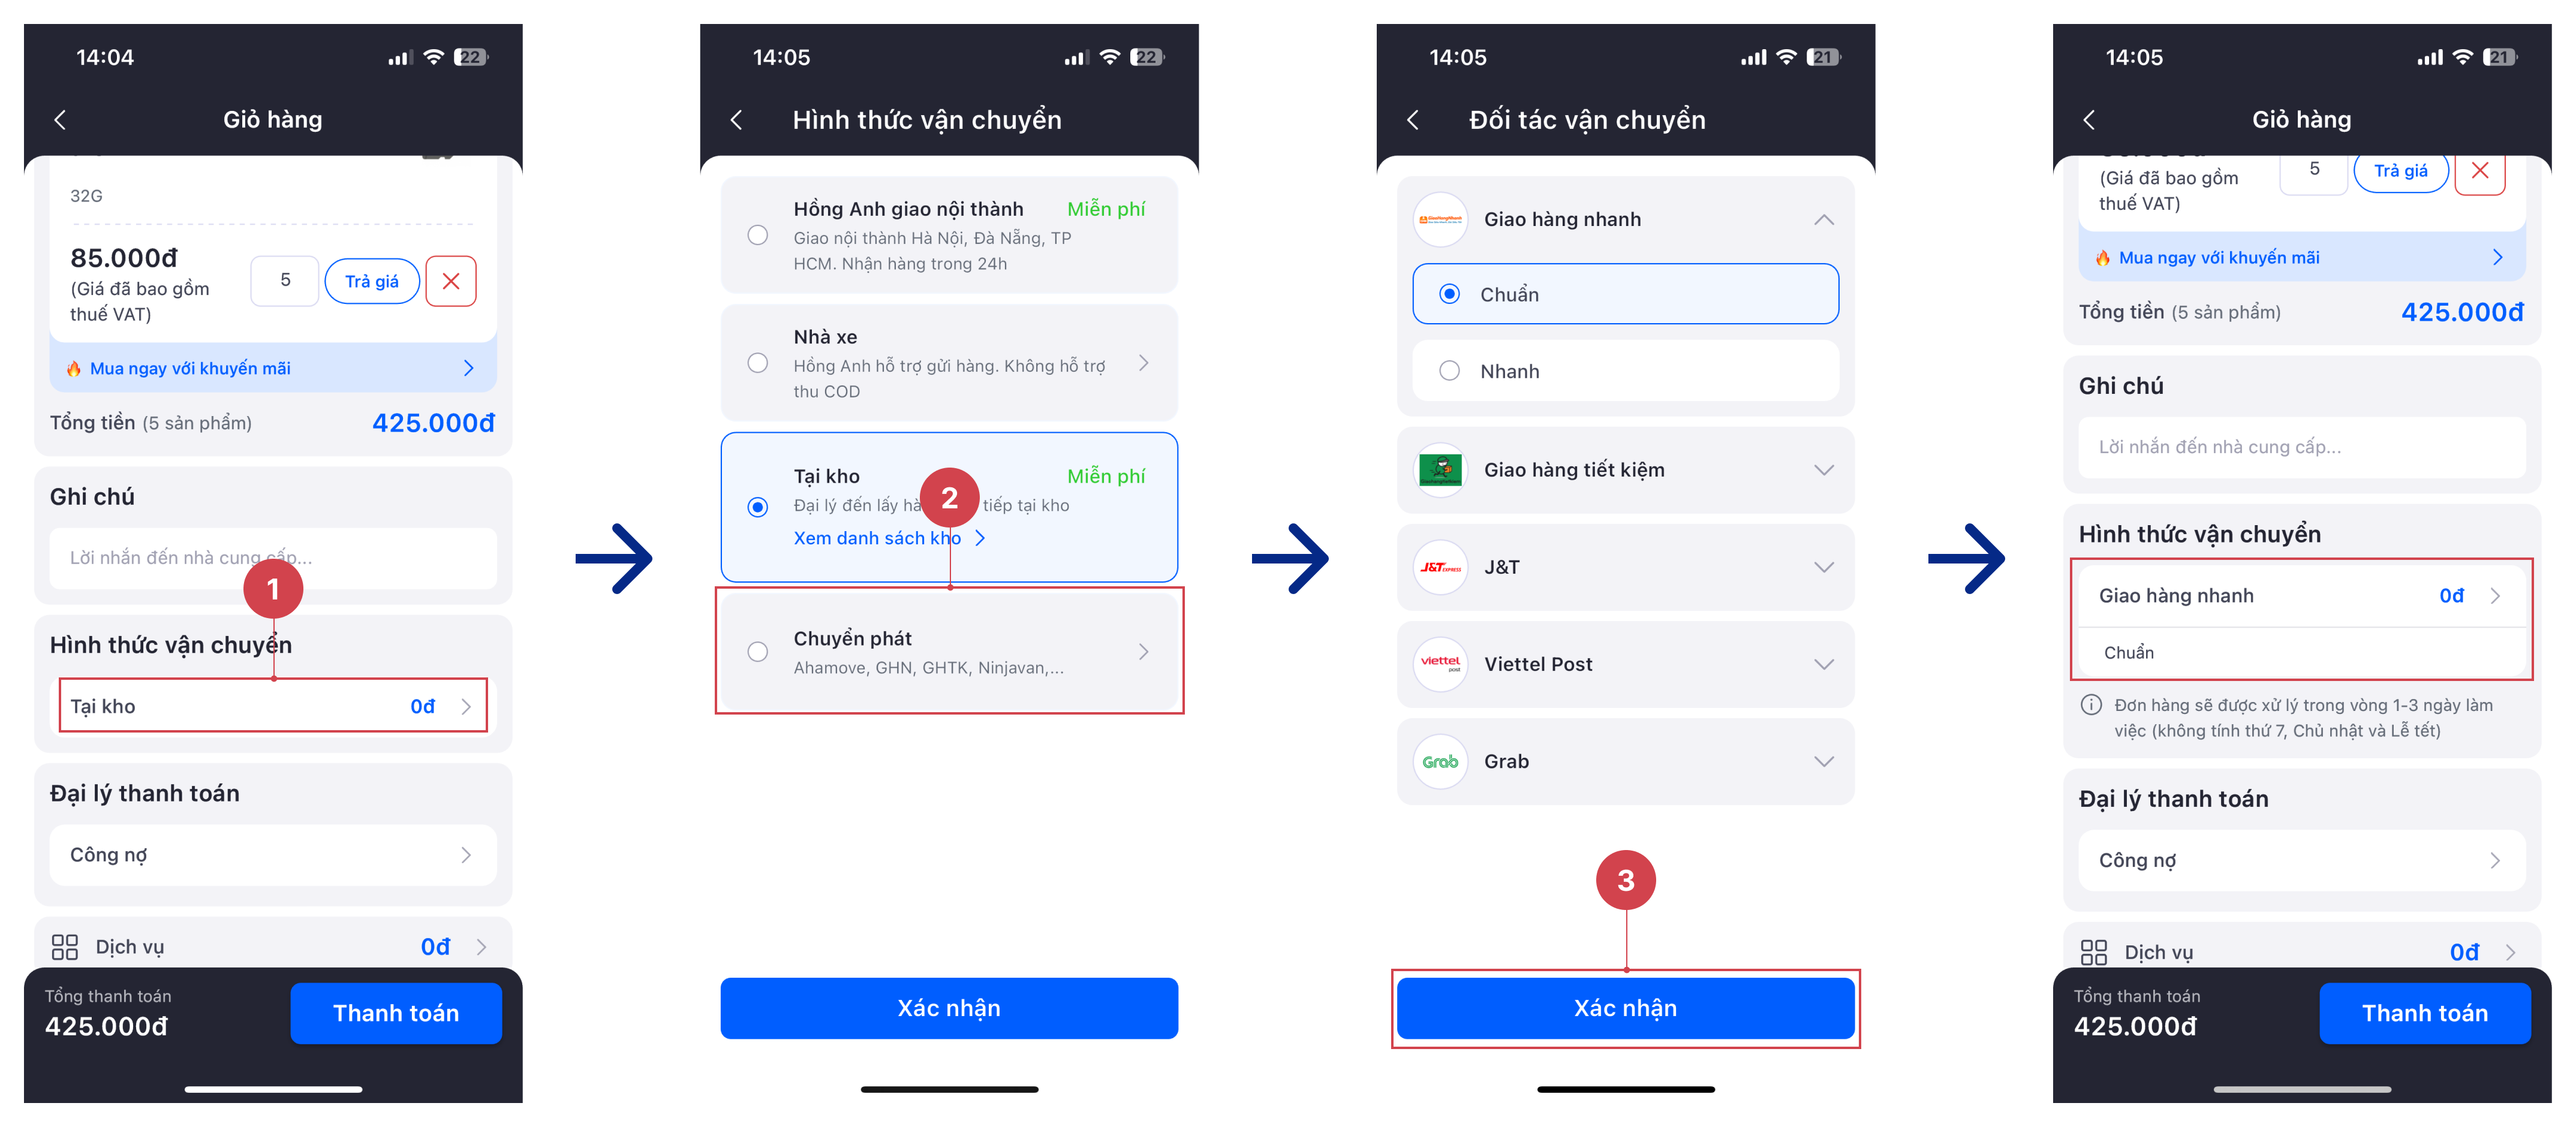 14:04
22
Giỏ hàng
32G
85.000đ
(Giá đã bao gồm
thuế VAT)
5
Trả giá
Mua ngay với khuyến mãi
Tổng tiền (5 sản phẩm)
425.000đ
Ghi chú
Lời nhắn đến nhà cung cấp...
1
Hình thức vận chuyển
Tại kho
0đ
Đại lý thanh toán
Công nợ
Dịch vụ
0đ
Tổng thanh toán
425.000đ
Thanh toán
14:05
22
Hình thức vận chuyển
Hồng Anh giao nội thành
Miễn phí
Giao nội thành Hà Nội, Đà Nẵng, TP
HCM. Nhận hàng trong 24h
Nhà xe
Hồng Anh hỗ trợ gửi hàng. Không hỗ trợ
thu COD
Tại kho
Miễn phí
2
Đại lý đến lấy hà tiếp tại kho
Xem danh sách kho
Chuyển phát
Ahamove, GHN, GHTK, Ninjavan,...
Xác nhận
14:05
21
Đối tác vận chuyển
Giao hàng nhanh
Chuẩn
Nhanh
Giao hàng tiết kiệm
J&T EXPRESS
J&T
viettel
post
Viettel Post
Grab
Grab
3
Xác nhận
14:05
21
Giỏ hàng
(Giá đã bao gồm
thuế VAT)
5
Trả giá
Mua ngay với khuyến mãi
Tổng tiền (5 sản phẩm)
425.000đ
Ghi chú
Lời nhắn đến nhà cung cấp...
Hình thức vận chuyển
Giao hàng nhanh
0đ
Chuẩn
Đơn hàng sẽ được xử lý trong vòng 1-3 ngày làm
việc (không tính thứ 7, Chủ nhật và Lễ tết)
Đại lý thanh toán
Công nợ
Dịch vụ
0đ
Tổng thanh toán
425.000đ
Thanh toán